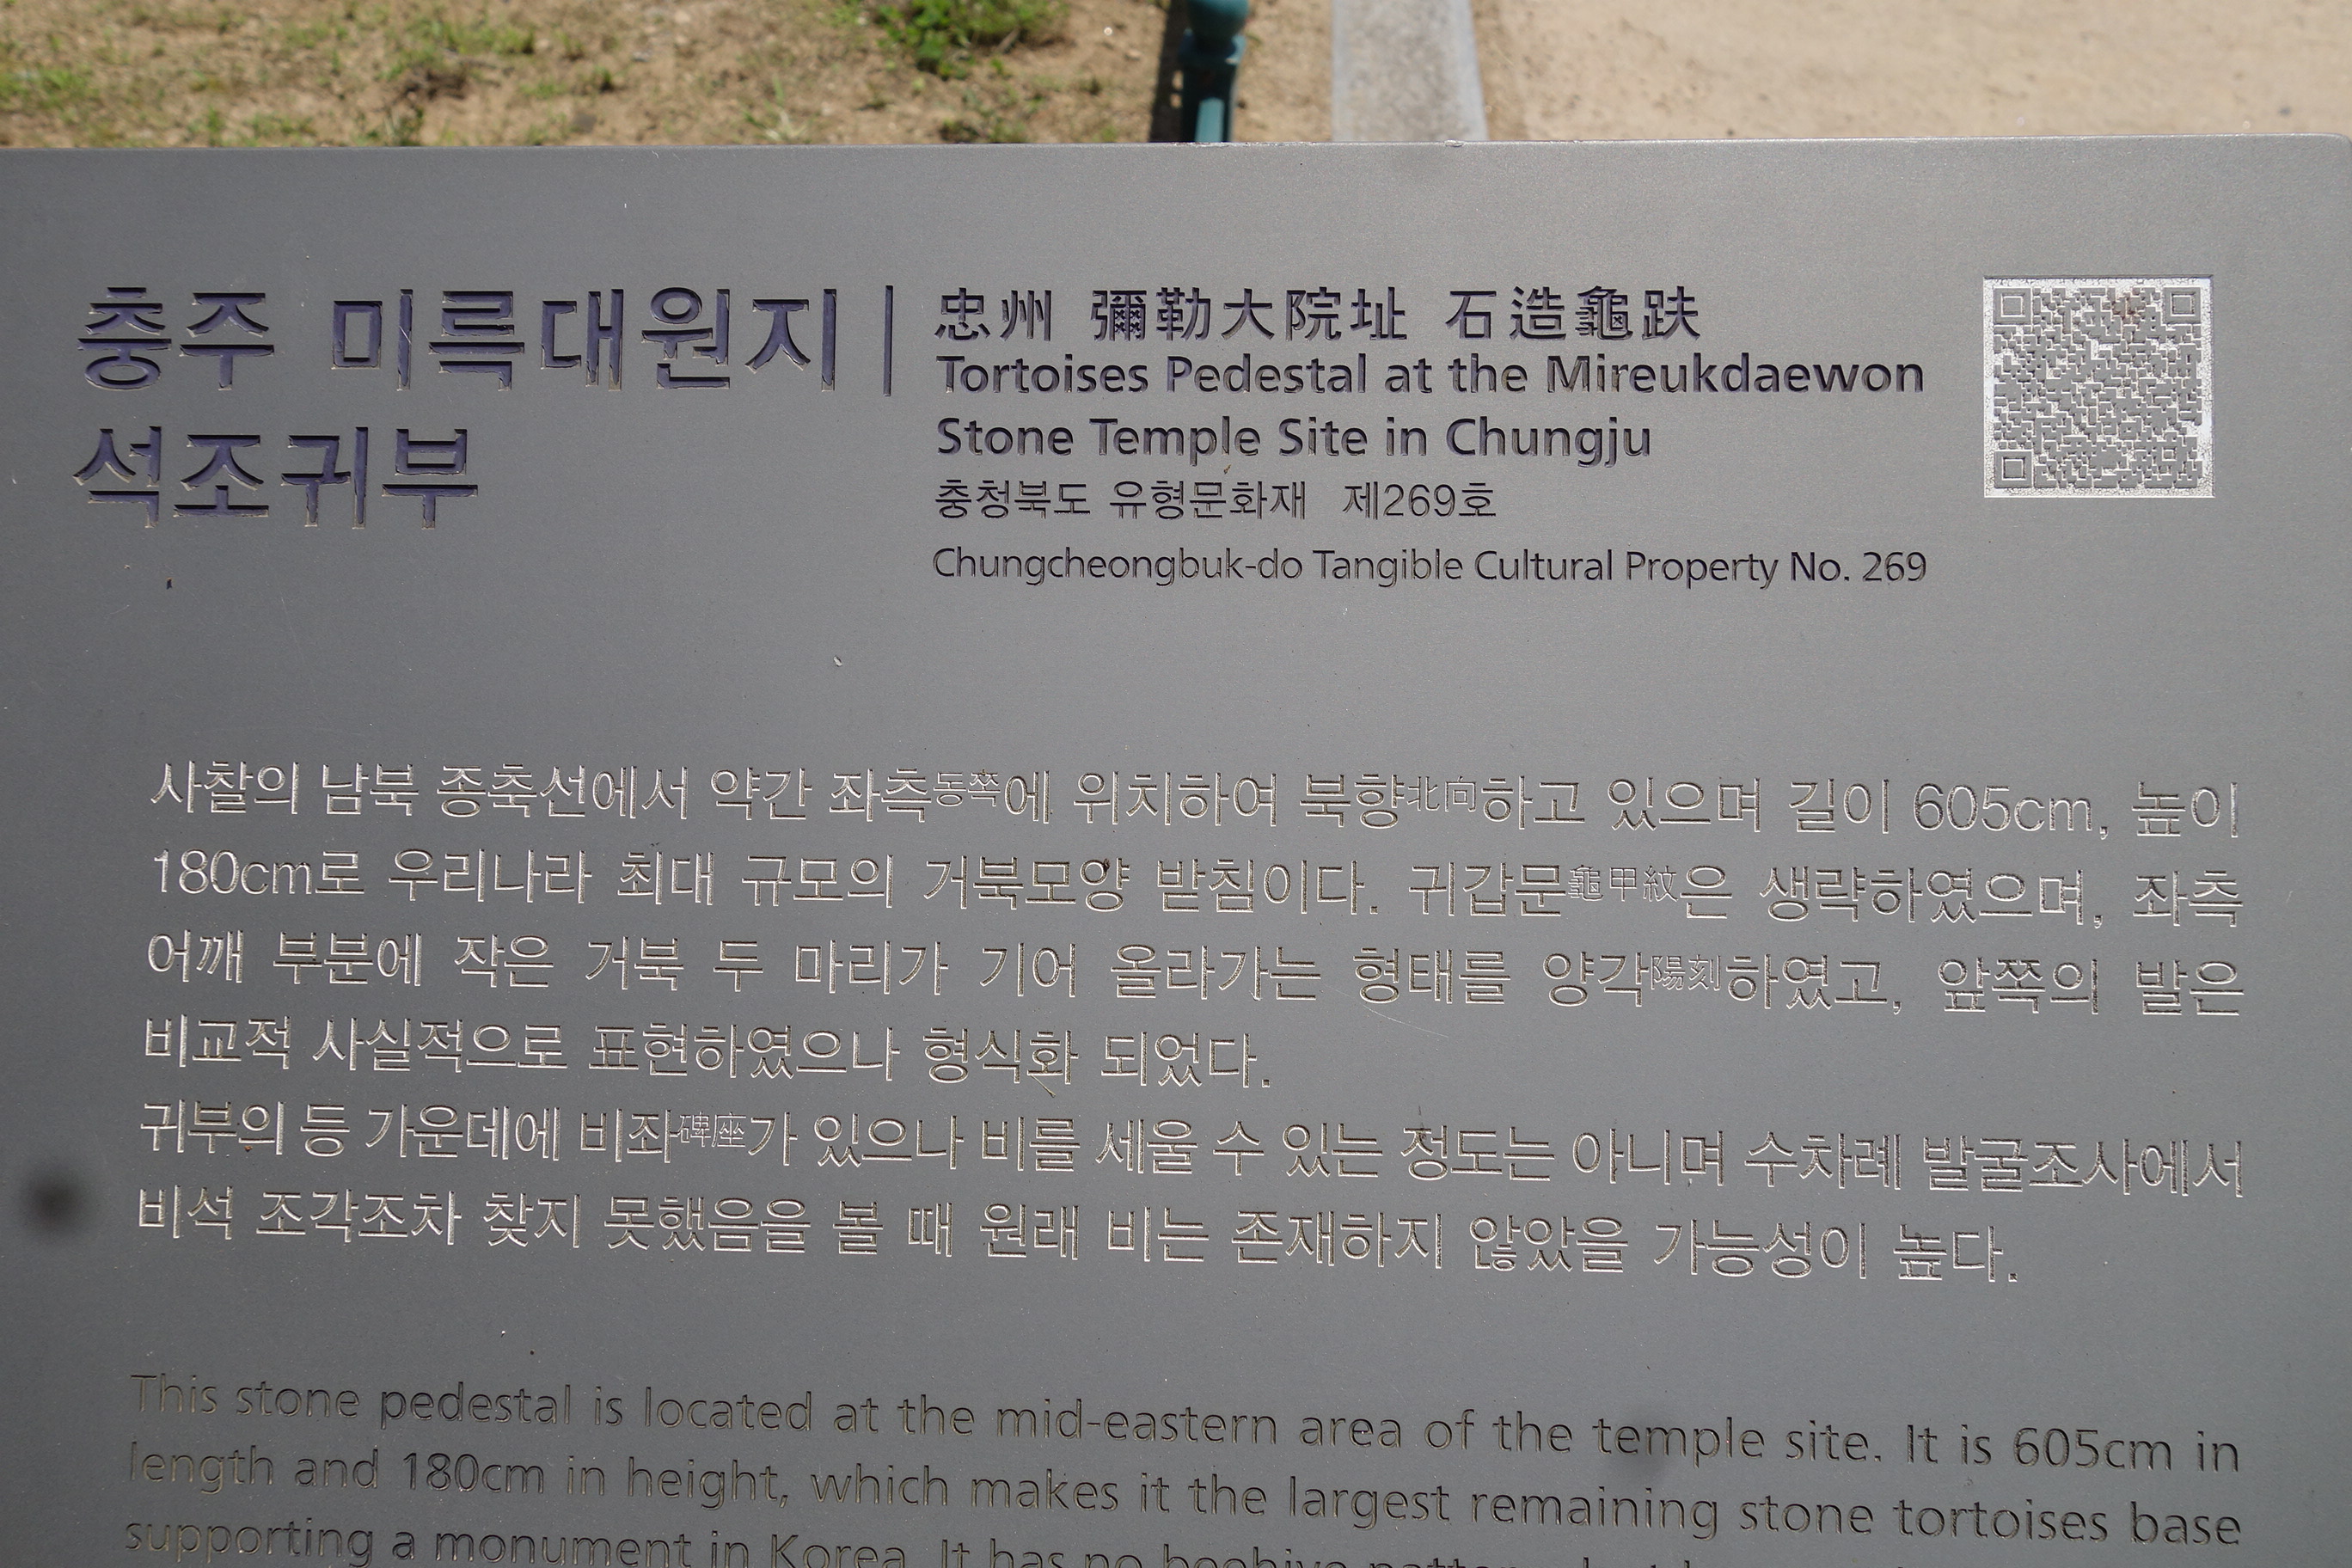 충주 미륵대원지
석조귀부
忠州 彌勒大院址 石造龜趺
Tortoises Pedestal at the Mireukdaewon
Stone Temple Site in Chungju
충청북도 유형문화재 제269호
Chungcheongbuk-do Tangible Cultural Property No. 269
사찰의 남북 종축선에서 약간 좌측동쪽에 위치하여 북향北向하고 있으며 길이 605cm, 높이
180cm로 우리나라 최대 규모의 거북모양 받침이다. 귀갑문龜甲紋은 생략하였으며, 좌측
어깨 부분에 작은 거북 두 마리가 기어 올라가는 형태를 양각陽刻하였고, 앞쪽의 발은
비교적 사실적으로 표현하였으나 형식화 되었다.
귀부의 등 가운데에 비좌碑座가 있으나 비를 세울 수 있는 정도는 아니며 수차례 발굴조사에서
비석 조각조차 찾지 못했음을 볼 때 원래 비는 존재하지 않았을 가능성이 높다.
This stone pedestal is located at the mid-eastern area of the temple site. It is 605cm in
length and 180cm in height, which makes it the largest remaining stone tortoises base
supporting a monument in Korea. It has no beehive